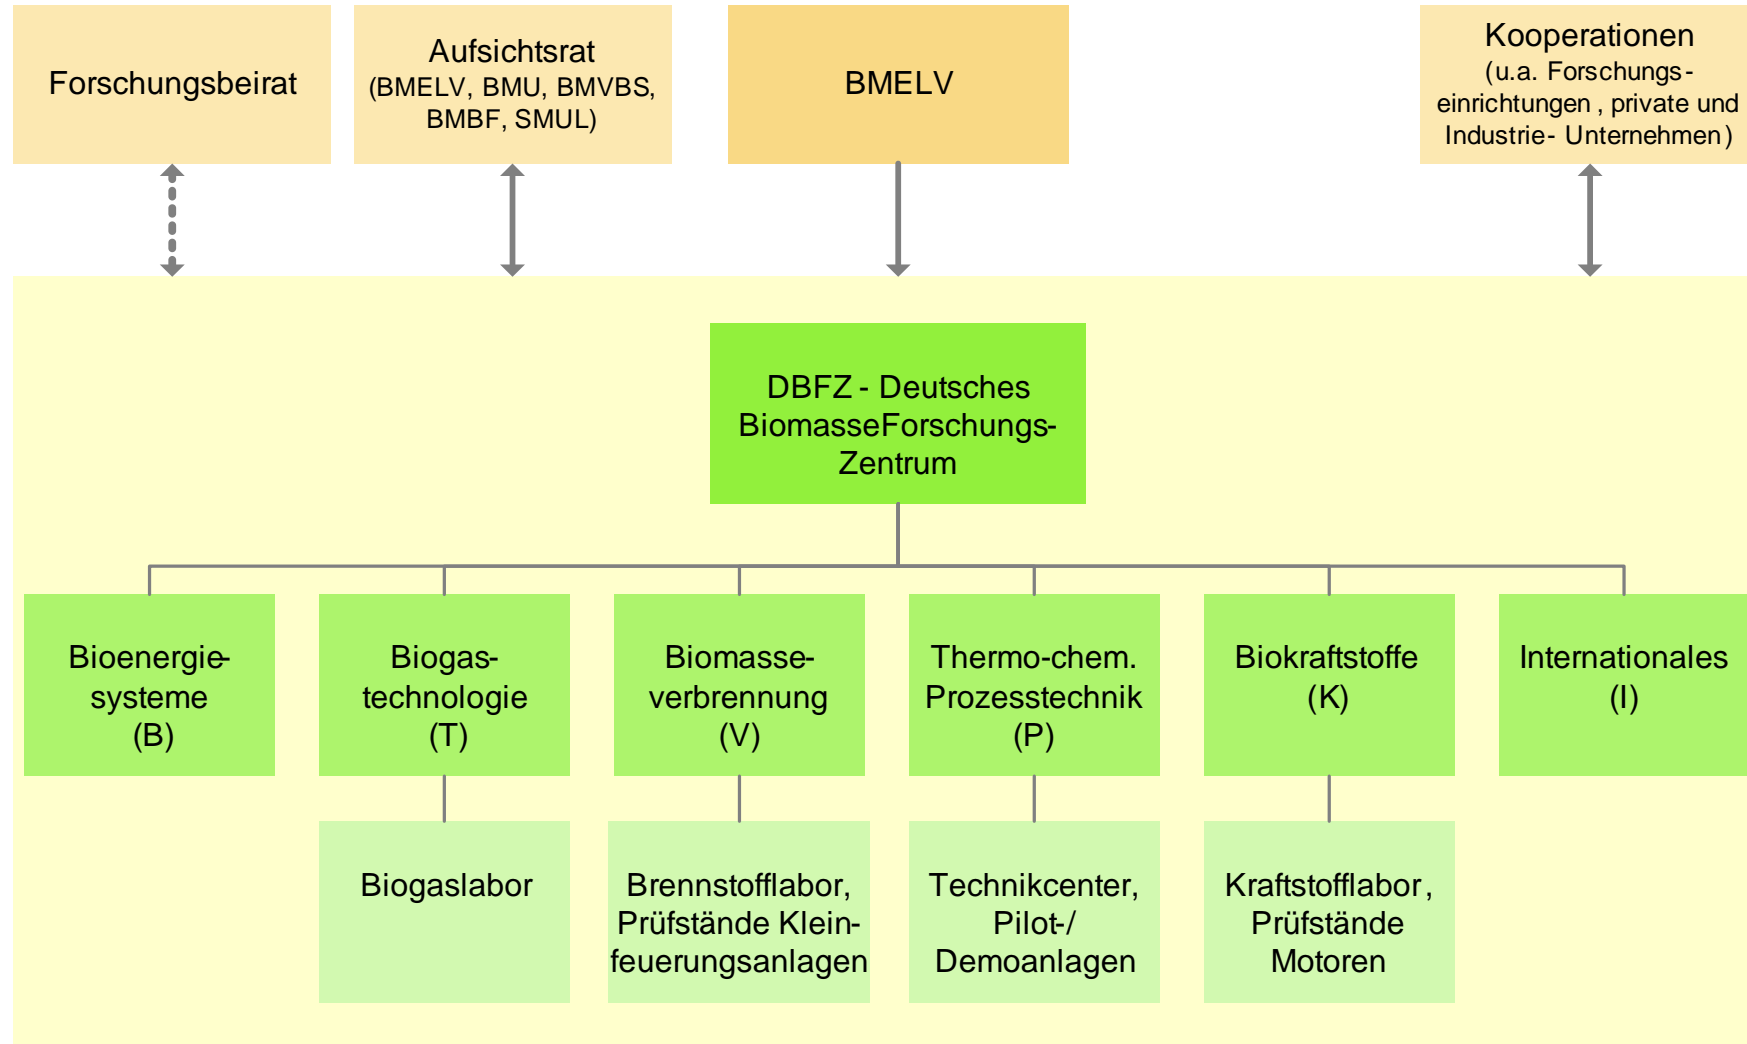 Forschungsbeirat
Aufsichtsrat
(BMELV, BMU, BMVBS,
BMBF, SMUL)
BMELV
Kooperationen
(u.a. Forschungs-
einrichtungen , private und
Industrie- Unternehmen)
DBFZ - Deutsches
BiomasseForschungs-
Zentrum
Bioenergie-
systeme
(B)
Biogas-
technologie
(T)
Biomasse-
verbrennung
(V)
Thermo-chem.
Prozesstechnik
(P)
Biokraftstoffe
(K)
Internationales
(I)
Biogaslabor
Brennstofflabor,
Prüfstände Klein-
feuerungsanlagen
Technikcenter,
Pilot-/
Demoanlagen
Kraftstofflabor,
Prüfstände
Motoren